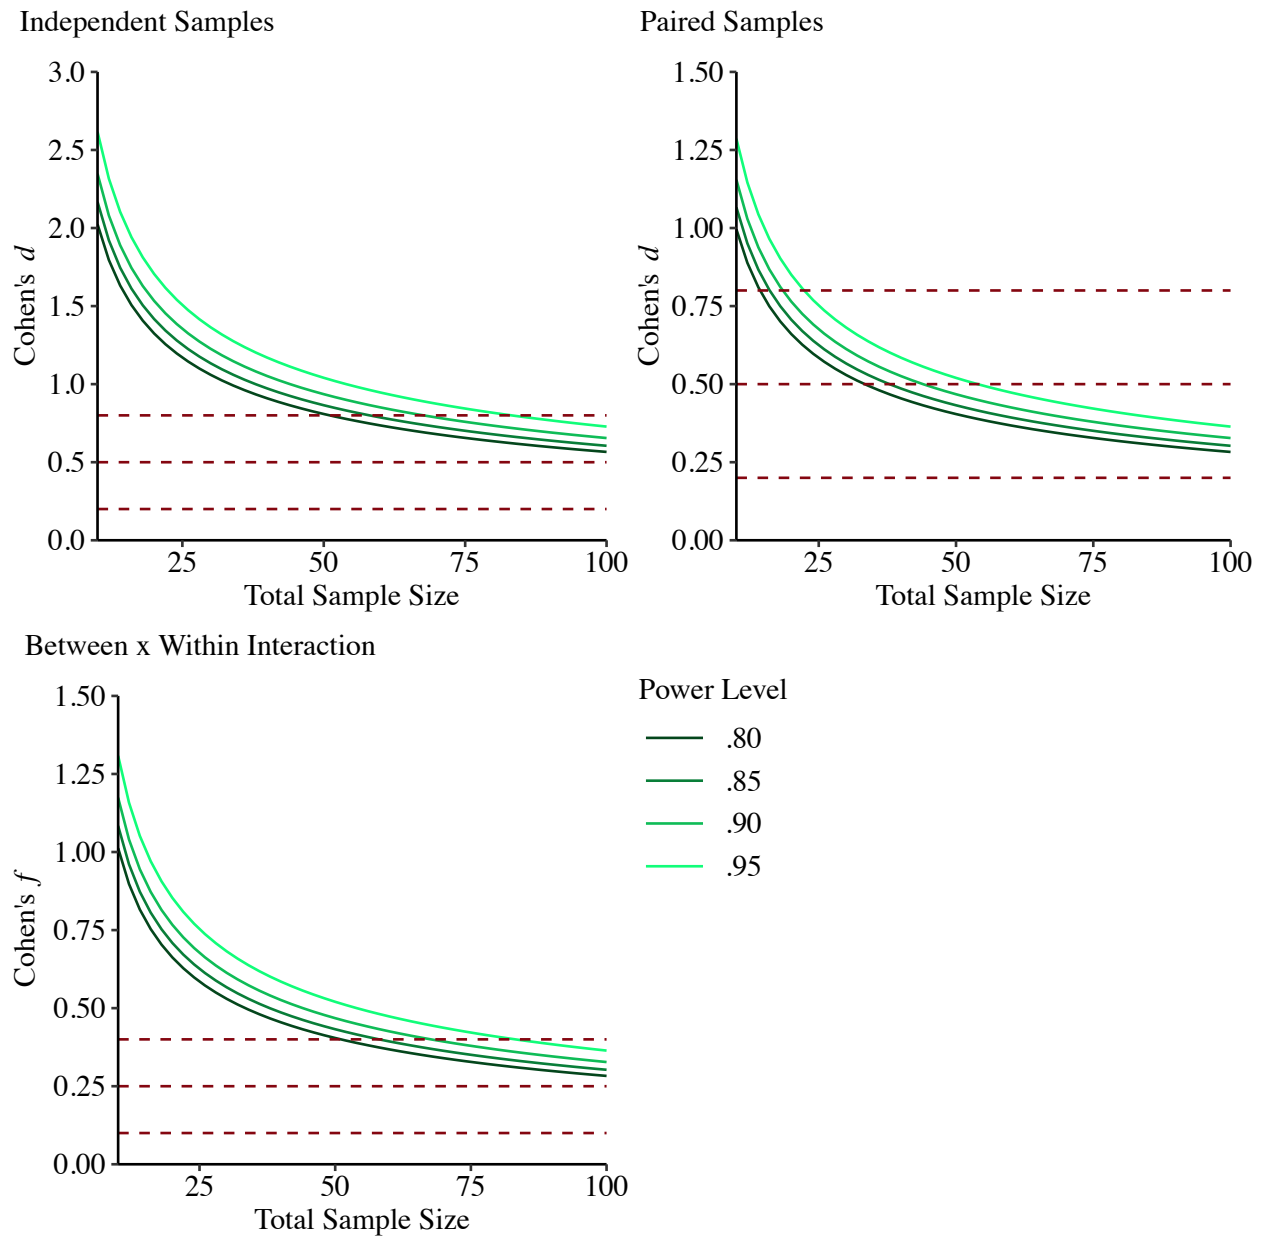 Independent Samples
3.0
2.5
2.0
1.5
1.0
0.5
0.0
Cohen's d
25 50 75 100
Total Sample Size
Paired Samples
1.50
1.25
1.00
0.75
0.50
0.25
0.00
Cohen's d
25 50 75 100
Total Sample Size
Between x Within Interaction
1.50
1.25
1.00
0.75
0.50
0.25
0.00
Cohen's f
25 50 75 100
Total Sample Size
Power Level
.80
.85
.90
.95